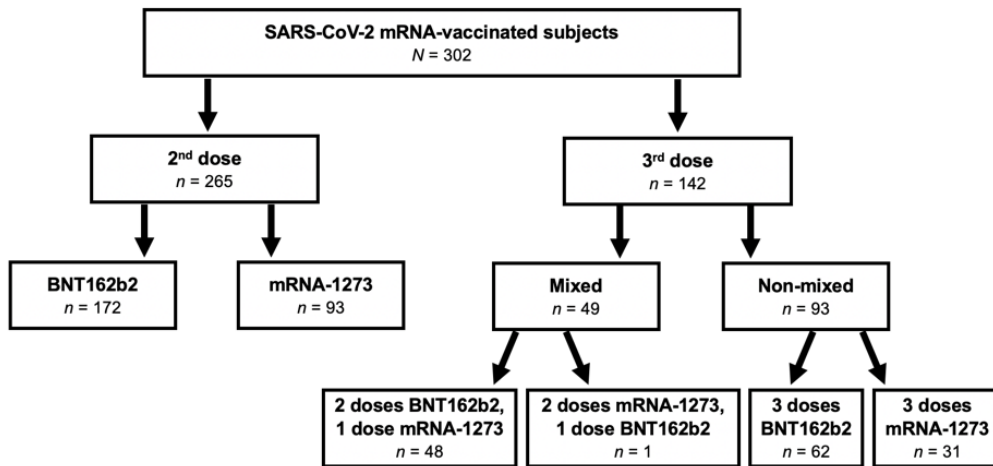 SARS-CoV-2 mRNA-vaccinated subjects
N = 302
2nd dose
n = 265
3rd dose
n = 142
BNT162b2
n = 172
mRNA-1273
n = 93
Mixed
n = 49
Non-mixed
n = 93
2 doses BNT162b2,
1 dose mRNA-1273
n = 48
2 doses mRNA-1273,
1 dose BNT162b2
n = 1
3 doses
BNT162b2
n = 62
3 doses
mRNA-1273
n = 31